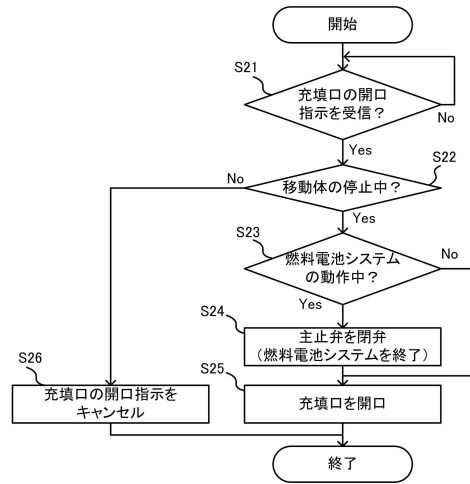 開始
S21
充填口の開口
指示を受信？
No
Yes
S22
No
移動体の停止中？
Yes
S23
燃料電池システム
の動作中？
No
Yes
S24
主止弁を閉弁
（燃料電池システムを終了）
S26
S25
充填口の開口指示を
キャンセル
充填口を開口
終了